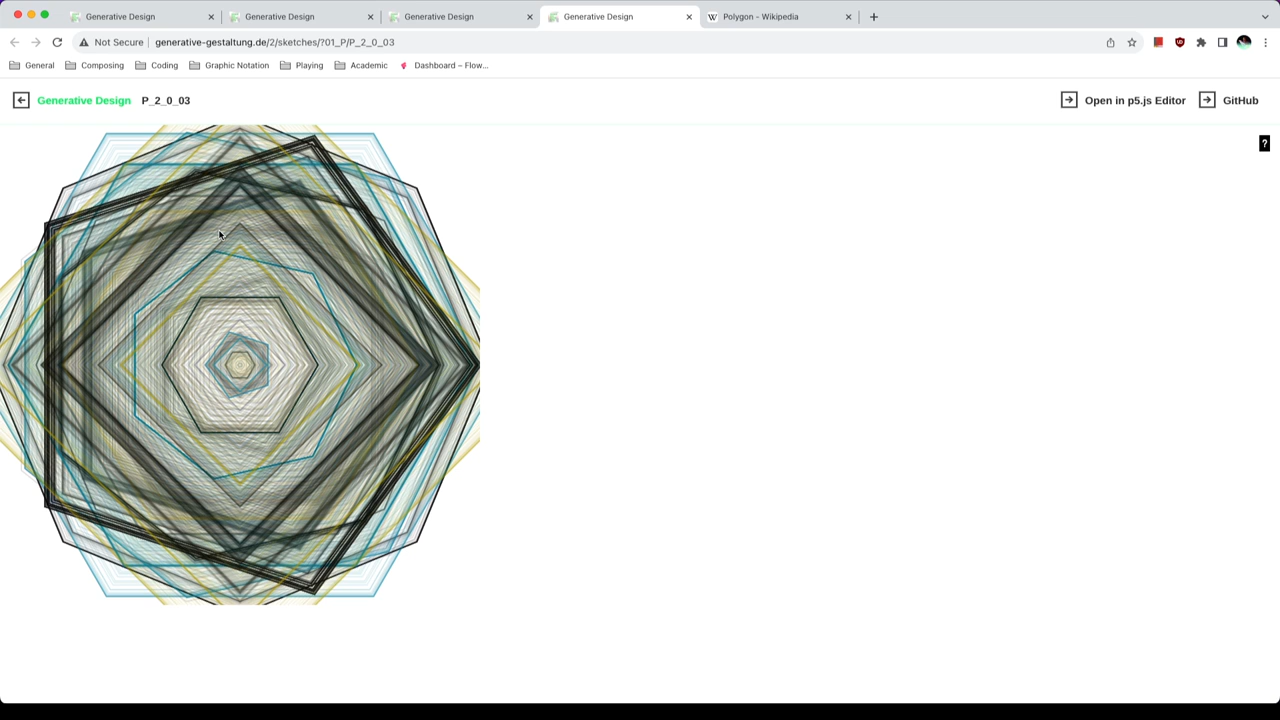 Generative Design
Generative Design
Generative Design
Generative Design
Polygon - Wikipedia
Not Secure
generative-gestaltung.de/2/sketches/?01_P/P_2_0_03
General
Composing
Coding
Graphic Notation
Playing
Academic
Dashboard – Flow...
Generative Design
P_2_0_03
Open in p5.js Editor
GitHub
?